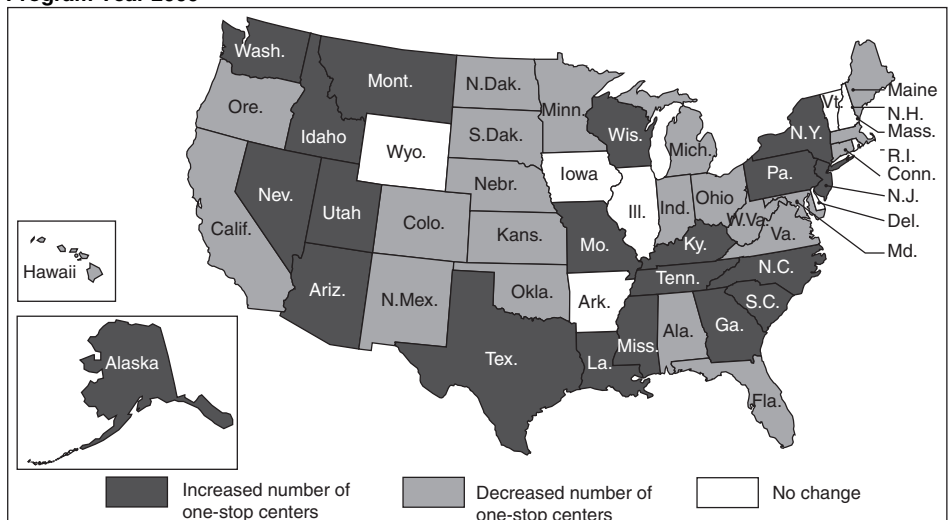 Wash.
Mont.
N.Dak.
Minn.
Maine
Vt.
N.H.
Mass.
Ore.
Idaho
S.Dak.
Wis.
Mich.
N.Y.
R.I.
Conn.
Wyo.
Iowa
Pa.
N.J.
Nev.
Utah
Colo.
Nebr.
Ill.
Ind.
Ohio
W.Va.
Va.
Del.
Md.
Calif.
Kans.
Mo.
Ky.
Hawaii
Ariz.
N.Mex.
Okla.
Ark.
Tenn.
N.C.
S.C.
Tex.
La.
Miss.
Ala.
Ga.
Fla.
Alaska
Increased number of
one-stop centers
Decreased number of
one-stop centers
No change